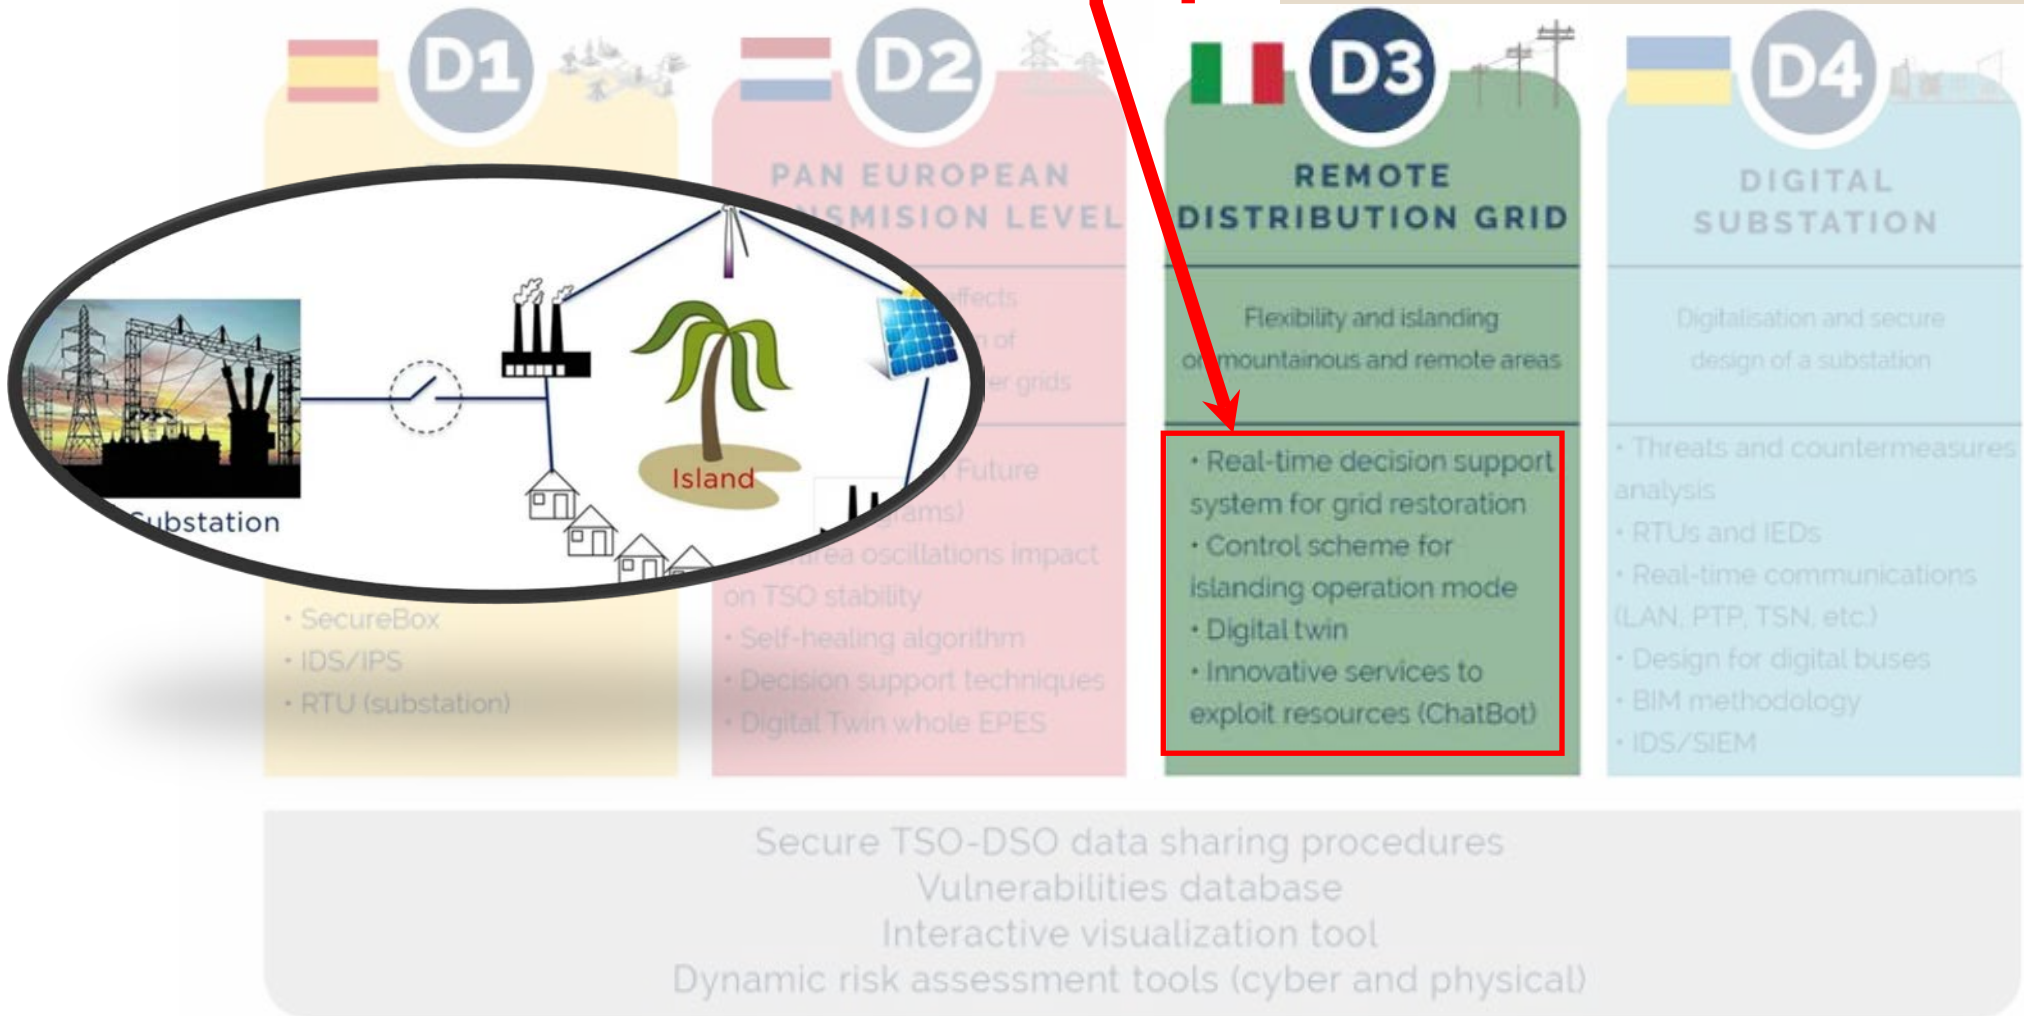 D1
SecureBox
• IDS/IPS
• RTU (substation)
Substation
Island
D2
PAN EUROPEAN
NSMISION LEVEL
effects
of
grids
Future
grams)
area oscillations impact
on TSO stability
• Self-healing algorithm
• Decision support techniques
• Digital Twin whole EPES
D3
REMOTE
DISTRIBUTION GRID
Flexibility and islanding
on mountainous and remote areas
• Real-time decision support
system for grid restoration
• Control scheme for
islanding operation mode
• Digital twin
• Innovative services to
exploit resources (ChatBot)
D4
DIGITAL
SUBSTATION
Digitalisation and secure
design of a substation
• Threats and countermeasures
analysis
• RTUs and IEDs
• Real-time communications
(LAN, PTP, TSN, etc.)
• Design for digital buses
• BIM methodology
• IDS/SIEM
Secure TSO-DSO data sharing procedures
Vulnerabilities database
Interactive visualization tool
Dynamic risk assessment tools (cyber and physical)